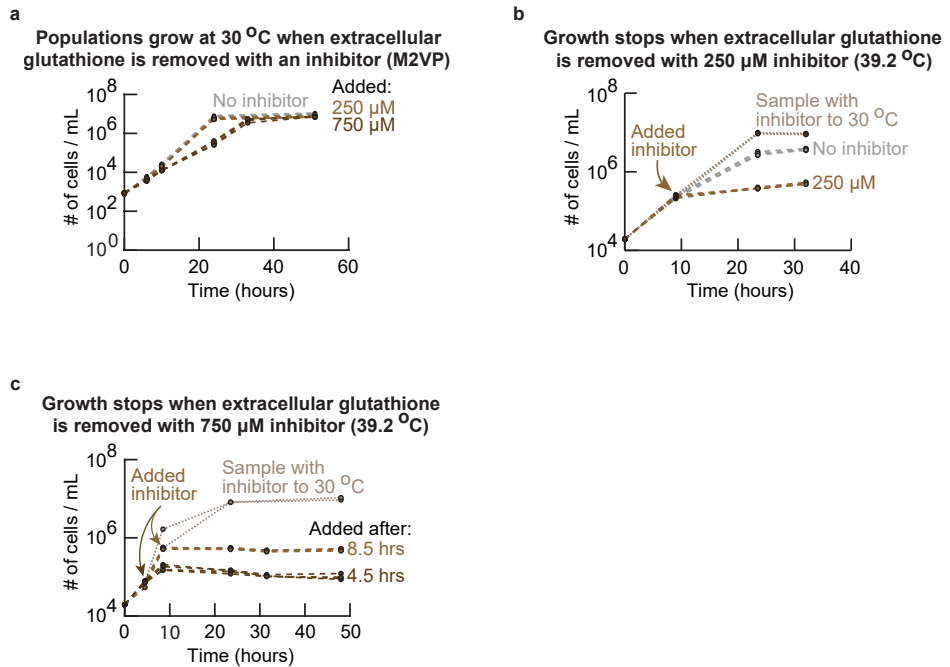 a
Populations grow at 30 °C when extracellular
glutathione is removed with an inhibitor (M2VP)
# of cells / mL
10^8
10^6
10^4
10^2
10^0
No inhibitor
Added:
250 µM
750 µM
0
20
40
60
Time (hours)
b
Growth stops when extracellular glutathione
is removed with 250 µM inhibitor (39.2 °C)
# of cells / mL
10^8
10^6
10^4
Added
inhibitor
Sample with
inhibitor to 30 °C
No inhibitor
250 µM
0
10
20
30
40
Time (hours)
c
Growth stops when extracellular glutathione
is removed with 750 µM inhibitor (39.2 °C)
# of cells / mL
10^8
10^6
10^4
Added
inhibitor
Sample with
inhibitor to 30 °C
Added after:
8.5 hrs
4.5 hrs
0
10
20
30
40
50
Time (hours)